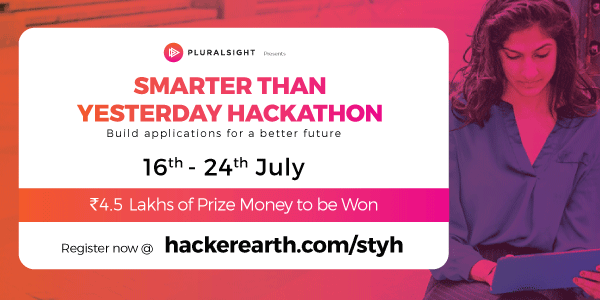 PLURALSIGHT Presents
SMARTER THAN
YESTERDAY HACKATHON
Build applications for a better future
16th - 24th July
₹4.5 Lakhs of Prize Money to be Won
Register now @ hackerearth.com/styh